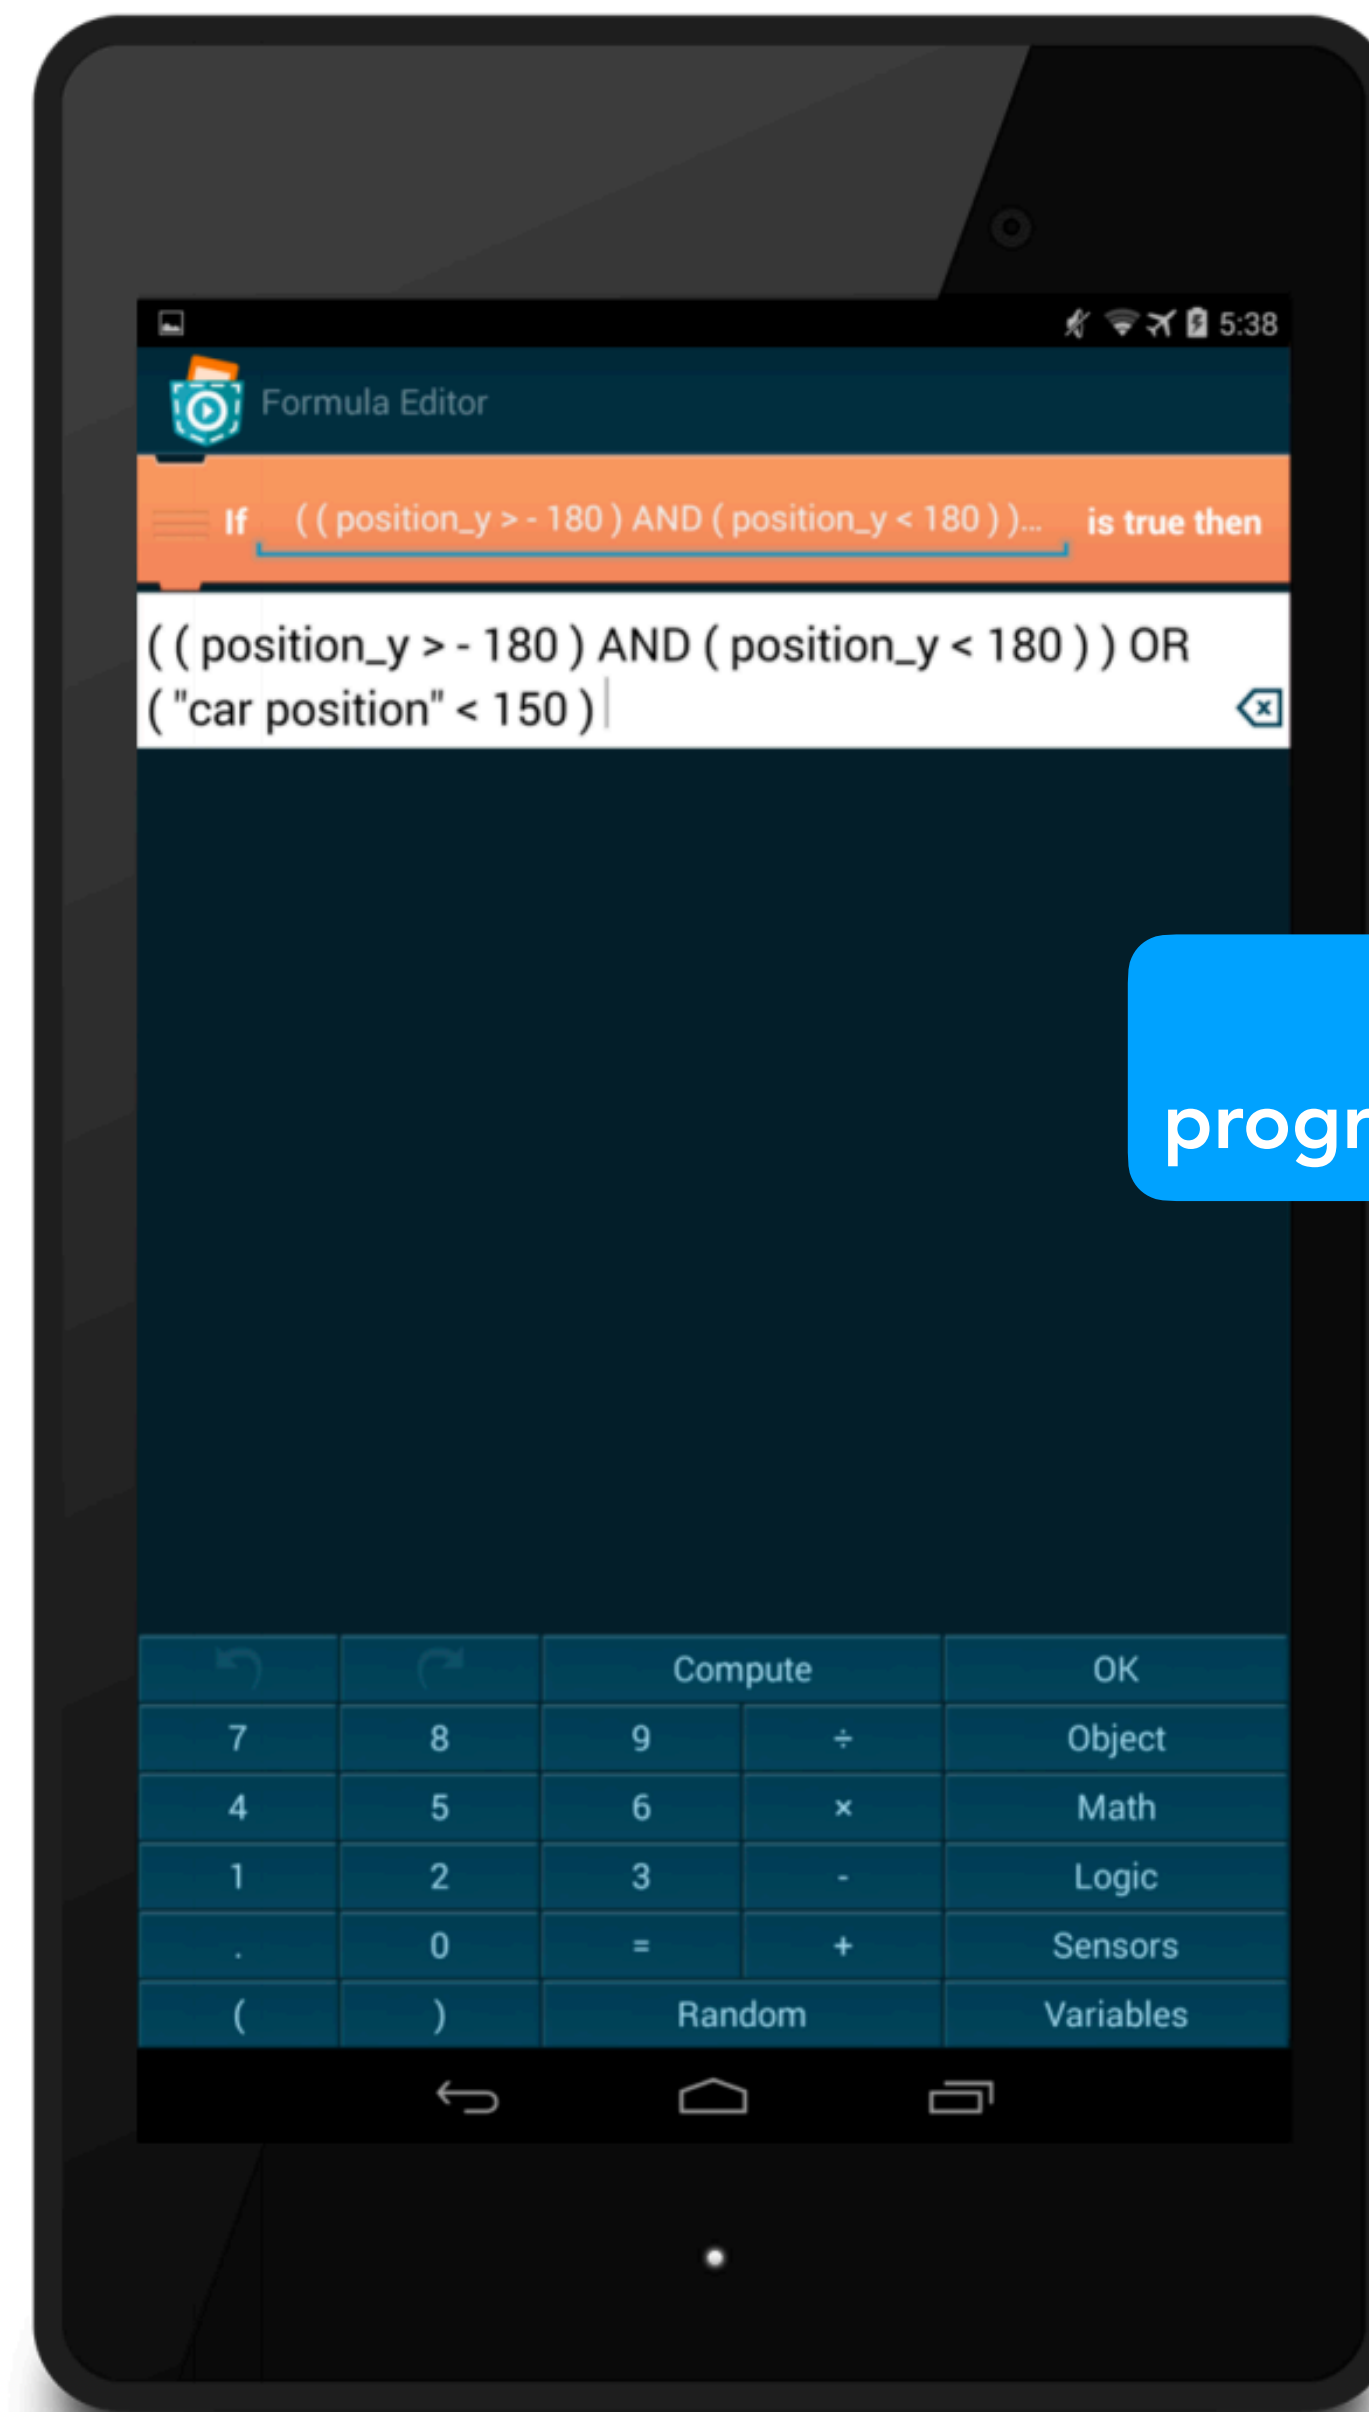 5:38
Formula Editor
If ( ( position_y > - 180 ) AND ( position_y < 180 ) )... is true then
( ( position_y > - 180 ) AND ( position_y < 180 ) ) OR
( "car position" < 150 )
progr
Compute OK
7 8 9 ÷ Object
4 5 6 × Math
1 2 3 - Logic
. 0 = + Sensors
( ) Random Variables